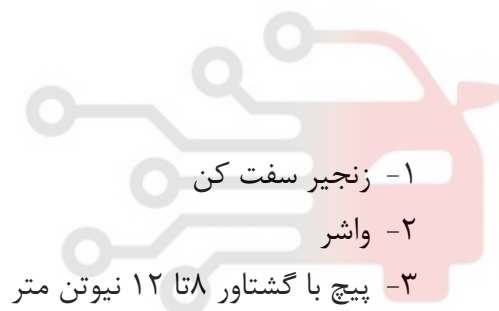 ۱- زنجیر سفت کن
۲- واشر
۳- پیچ با گشتاور ۸تا ۱۲ نیوتن متر